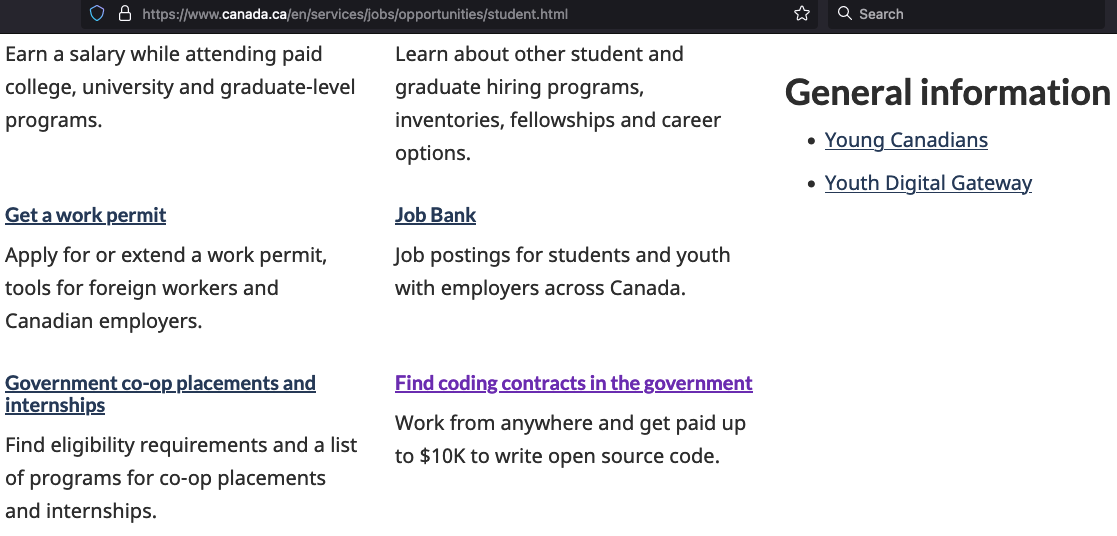 https://www.canada.ca/en/services/jobs/opportunities/student.html
Search
Earn a salary while attending paid
college, university and graduate-level
programs.
Learn about other student and
graduate hiring programs,
inventories, fellowships and career
options.
General information
• Young Canadians
• Youth Digital Gateway
Get a work permit
Apply for or extend a work permit,
tools for foreign workers and
Canadian employers.
Job Bank
Job postings for students and youth
with employers across Canada.
Government co-op placements and
internships
Find eligibility requirements and a list
of programs for co-op placements
and internships.
Find coding contracts in the government
Work from anywhere and get paid up
to $10K to write open source code.